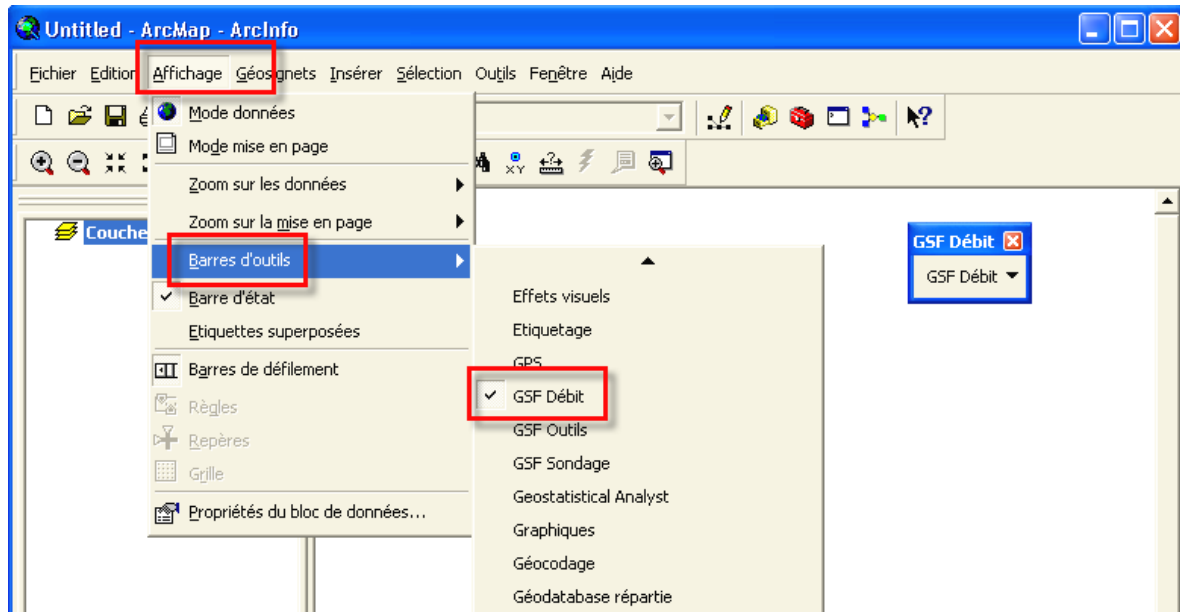 Untitled - ArcMap - ArcInfo
Fichier Edition Affichage Géosignets Insérer Sélection Outils Fenêtre Aide
Mode données
Mode mise en page
Zoom sur les données
Zoom sur la mise en page
Barres d'outils
Barre d'état
Etiquettes superposées
Barres de défilement
Règles
Repères
Grille
Propriétés du bloc de données...
XY
Couche
Effets visuels
Etiquetage
GPS
GSF Débit
GSF Outils
GSF Sondage
Geostatistical Analyst
Graphiques
Géocodage
Géodatabase répartie
GSF Débit
GSF Débit